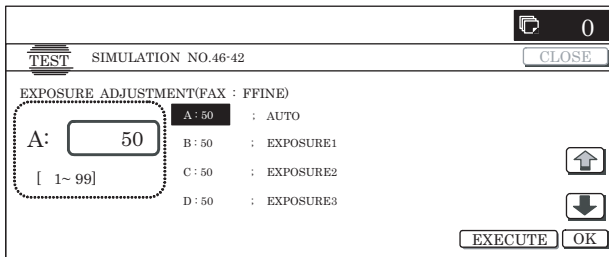 0
TEST SIMULATION NO.46-42 CLOSE
EXPOSURE ADJUSTMENT(FAX : FFINE)
A: 50
[ 1~ 99]
A : 50 ; AUTO
B : 50 ; EXPOSURE1
C : 50 ; EXPOSURE2
D : 50 ; EXPOSURE3
EXECUTE OK